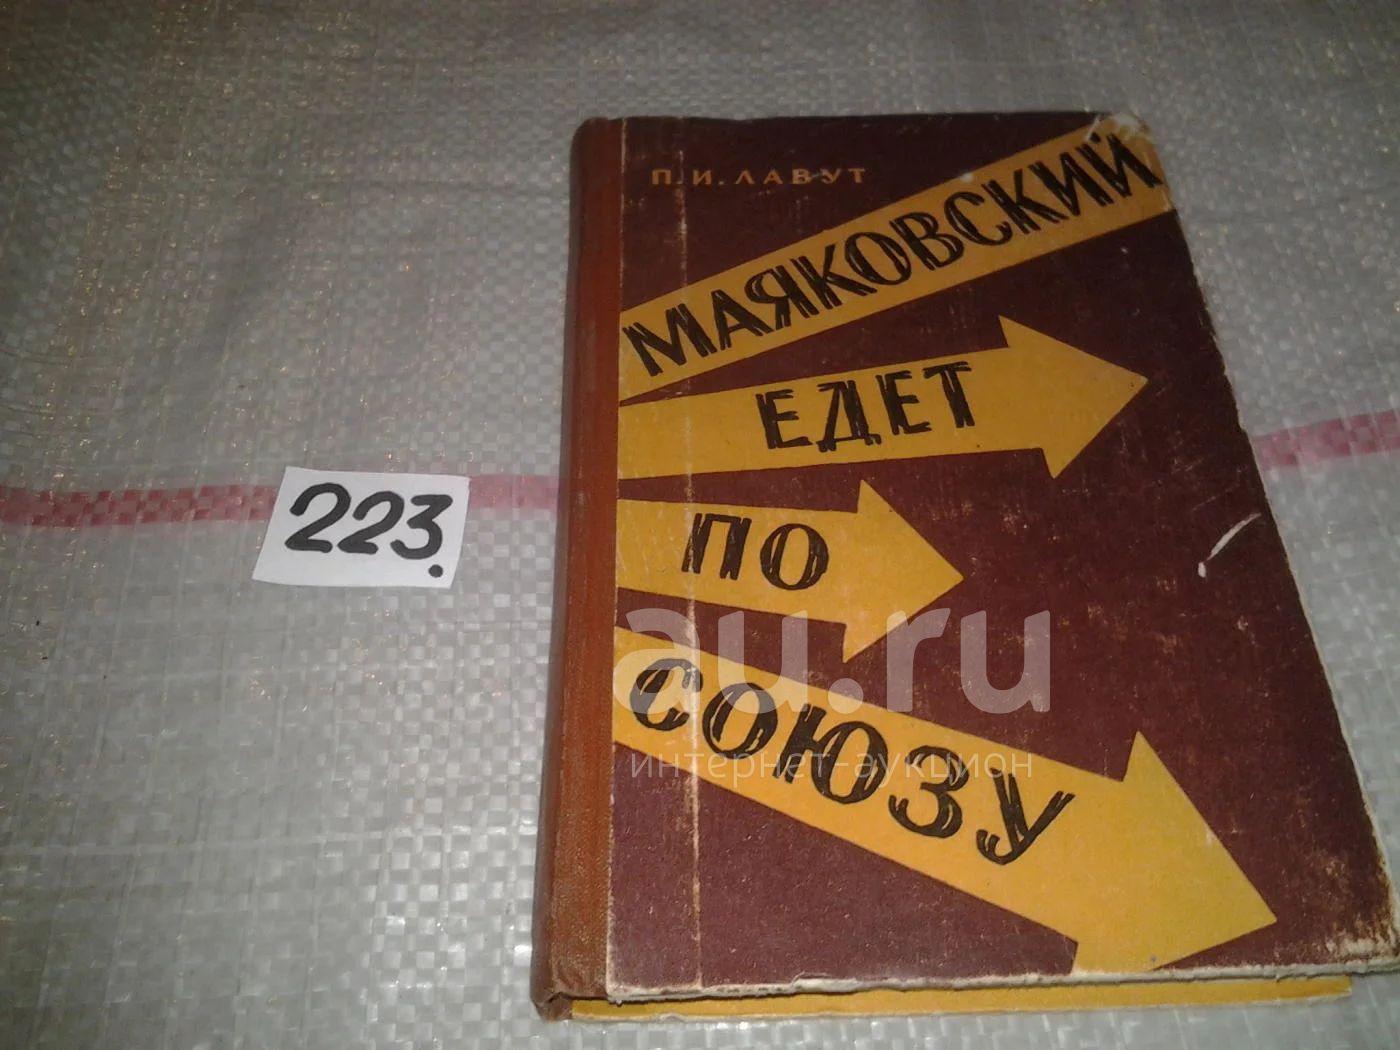 П. И. ЛАВУТ
МАЯКОВСКИЙ
ЕДЕТ
ПО
СОЮЗУ
223.
au.ru
интернет-аукцион